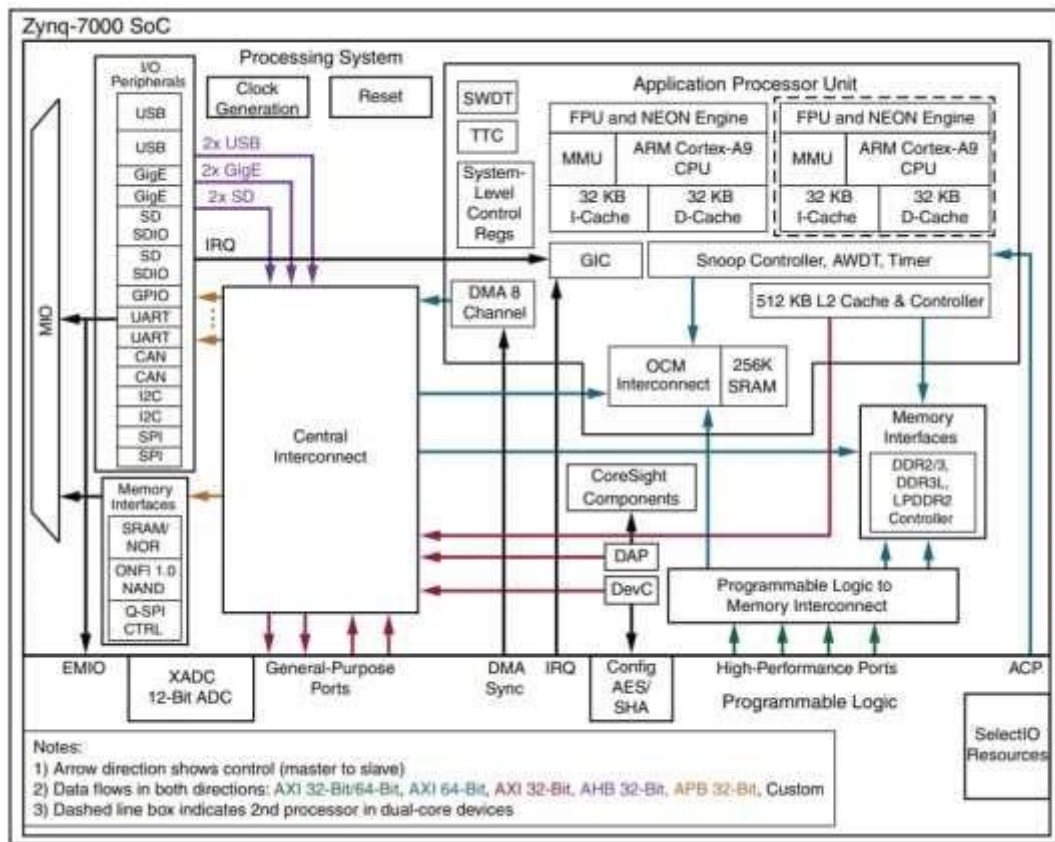 Zynq-7000 SoC
I/O
Peripherals
USB
USB
GigE
GigE
SD
SDIO
SD
SDIO
GPIO
UART
UART
CAN
CAN
I2C
I2C
SPI
SPI
MIO
Memory
Interfaces
SRAM/
NOR
ONFI 1.0
NAND
Q-SPI
CTRL
Processing System
Clock
Generation
Reset
2x USB
2x GigE
2x SD
IRQ
Central
Interconnect
Application Processor Unit
SWDT
TTC
System-
Level
Control
Regs
FPU and NEON Engine
MMU
ARM Cortex-A9
CPU
32 KB
I-Cache
32 KB
D-Cache
FPU and NEON Engine
MMU
ARM Cortex-A9
CPU
32 KB
I-Cache
32 KB
D-Cache
GIC
Snoop Controller, AWDT, Timer
DMA 8
Channel
512 KB L2 Cache & Controller
OCM
Interconnect
256K
SRAM
Memory
Interfaces
DDR2/3,
DDR3L,
LPDDR2
Controller
CoreSight
Components
DAP
DevC
Programmable Logic to
Memory Interconnect
EMIO
XADC
12-Bit ADC
General-Purpose
Ports
DMA
Sync
IRQ
Config
AES/
SHA
High-Performance Ports
ACP
Programmable Logic
SelectIO
Resources
Notes:
1) Arrow direction shows control (master to slave)
2) Data flows in both directions: AXI 32-Bit/64-Bit, AXI 64-Bit, AXI 32-Bit, AHB 32-Bit, APB 32-Bit, Custom
3) Dashed line box indicates 2nd processor in dual-core devices